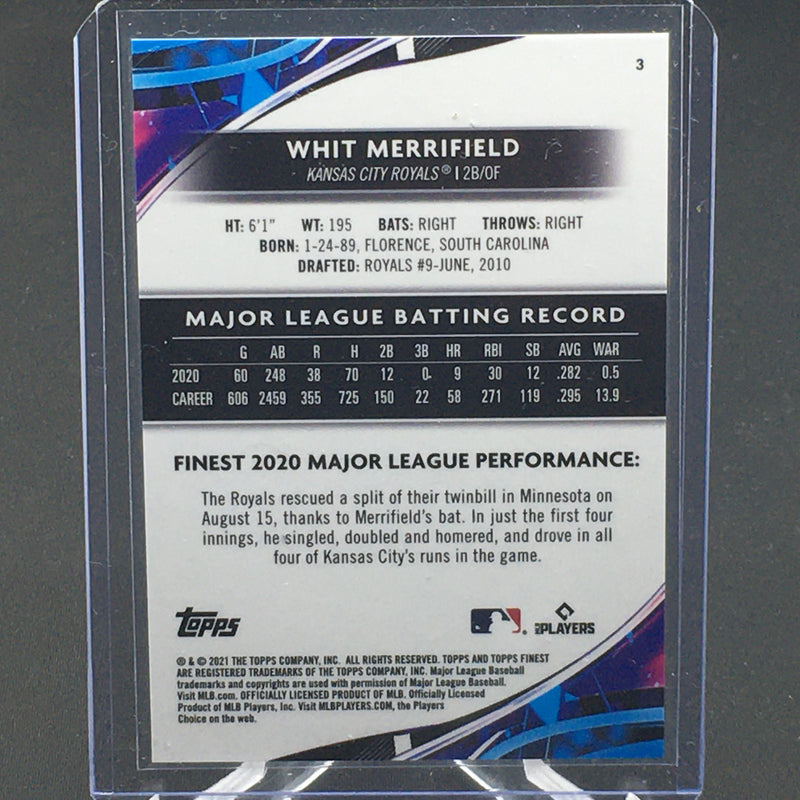 3
WHIT MERRIFIELD
KANSAS CITY ROYALS® | 2B/OF
HT: 6'1" WT: 195 BATS: RIGHT THROWS: RIGHT
BORN: 1-24-89, FLORENCE, SOUTH CAROLINA
DRAFTED: ROYALS #9-JUNE, 2010
MAJOR LEAGUE BATTING RECORD
G AB R H 2B 3B HR RBI SB AVG WAR
2020 60 248 38 70 12 0 9 30 12 .282 0.5
CAREER 606 2459 355 725 150 22 58 271 119 .295 13.9
FINEST 2020 MAJOR LEAGUE PERFORMANCE:
The Royals rescued a split of their twinbill in Minnesota on
August 15, thanks to Merrifield's bat. In just the first four
innings, he singled, doubled and homered, and drove in all
four of Kansas City's runs in the game.
Topps
PLAYERS
® & © 2021 THE TOPPS COMPANY, INC. ALL RIGHTS RESERVED. TOPPS AND TOPPS FINEST
ARE REGISTERED TRADEMARKS OF THE TOPPS COMPANY, INC. Major League Baseball
trademarks and copyrights are used with permission of Major League Baseball.
Visit MLB.com. OFFICIALLY LICENSED PRODUCT OF MLB. Officially Licensed
Product of MLB Players, Inc. Visit MLBPLAYERS.COM, the Players
Choice on the web.